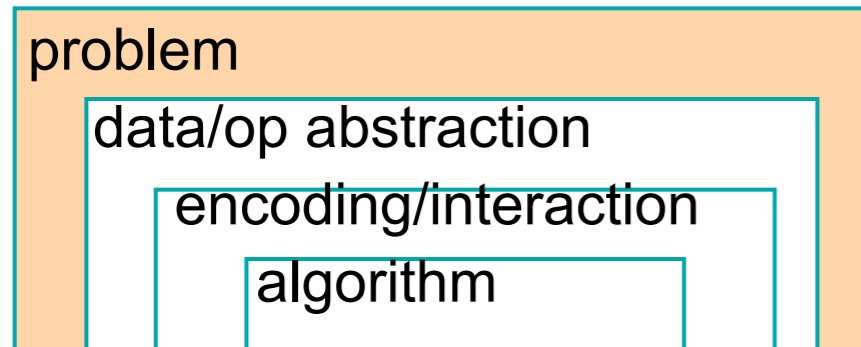 problem
data/op abstraction
encoding/interaction
algorithm